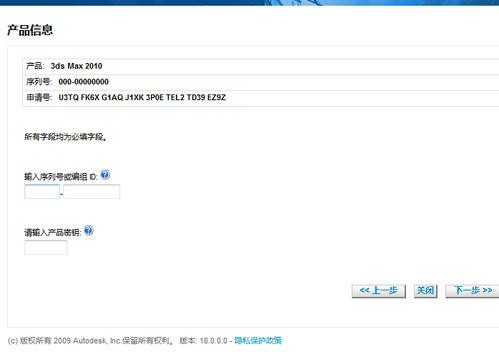 产品信息
产品: 3ds Max 2010
序列号: 000-00000000
申请号: U3TQ FK6X G1AQ J1XK 3P0E TEL2 TD39 EZ9Z
所有字段均为必填字段。
输入序列号或编组 ID: ?
-
请输入产品密钥: ?
<< 上一步 关闭 下一步 >>
(c) 版权所有 2009 Autodesk, Inc.保留所有权利。 版本: 18.0.0.0 - 隐私保护政策